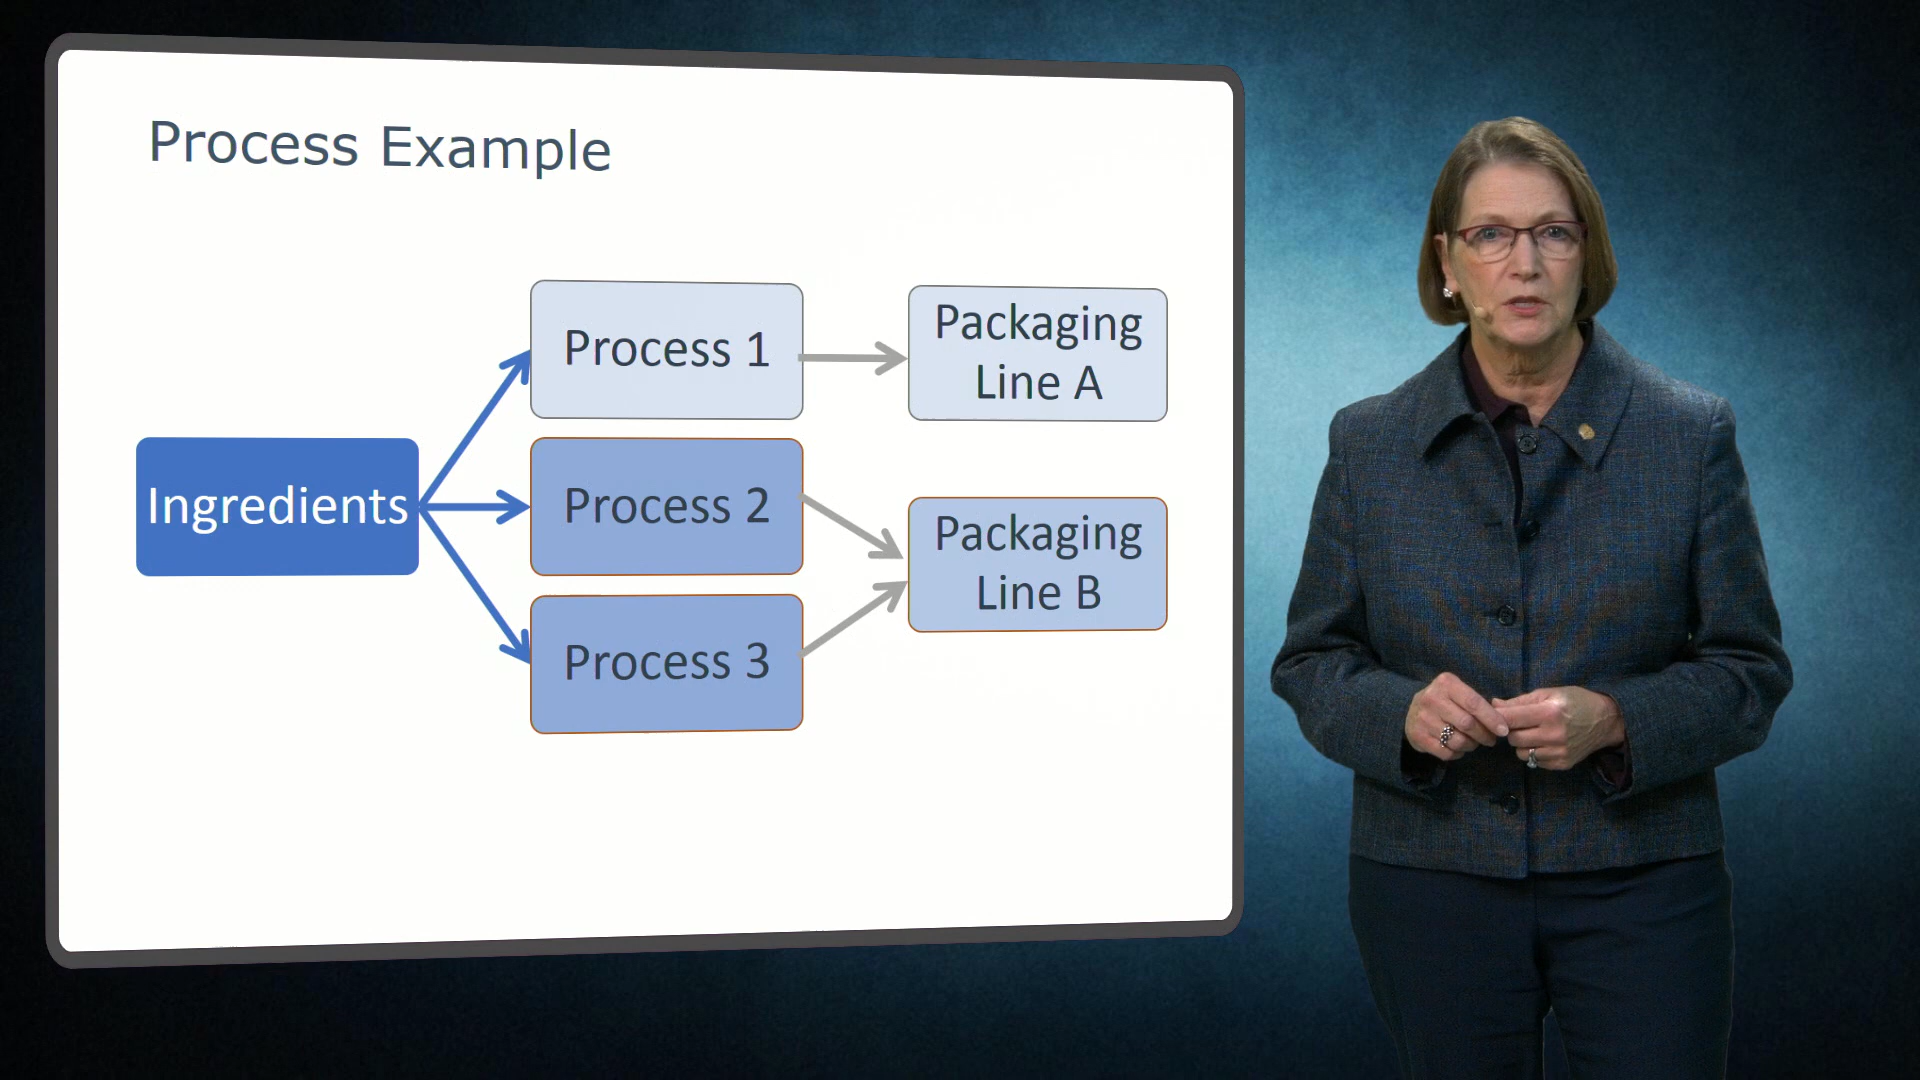 Process Example
Ingredients
Process 1
Process 2
Process 3
Packaging
Line A
Packaging
Line B